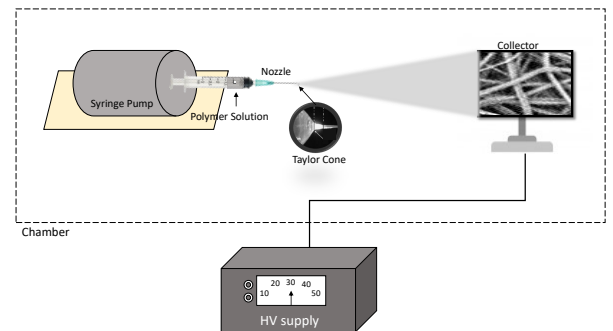 Collector
Nozzle
Syringe Pump
Polymer Solution
Taylor Cone
Chamber
10 20 30 40 50
HV supply